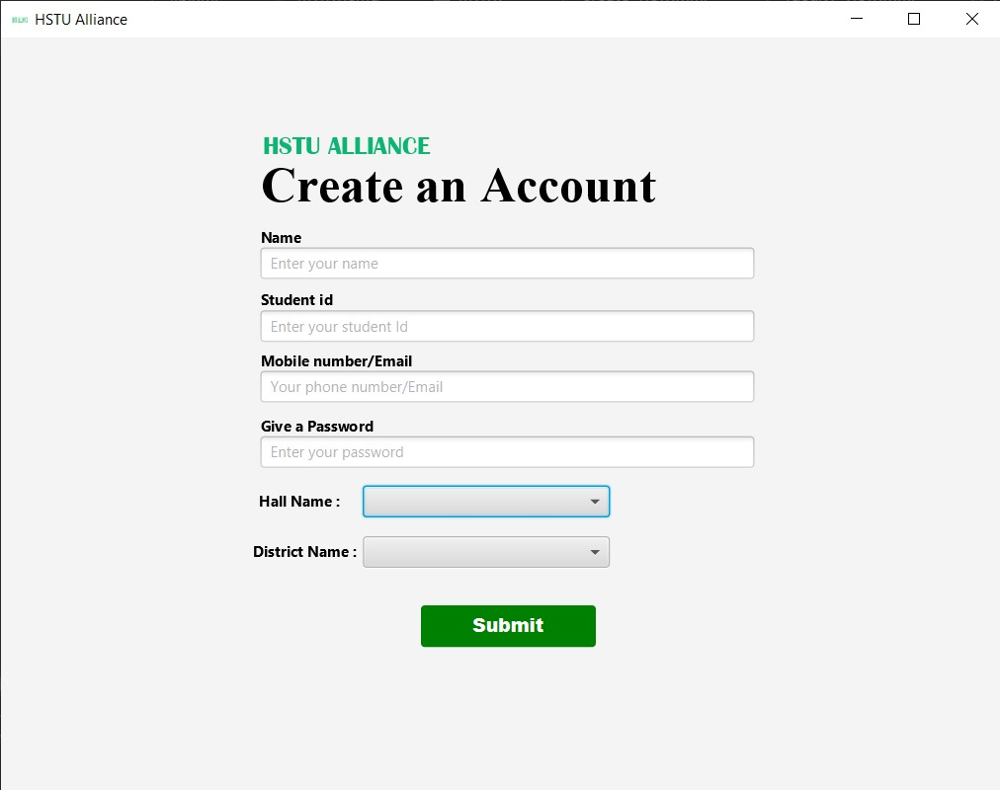 HSTU Alliance
HSTU ALLIANCE
Create an Account
Name
Enter your name
Student id
Enter your student Id
Mobile number/Email
Your phone number/Email
Give a Password
Enter your password
Hall Name :
District Name :
Submit